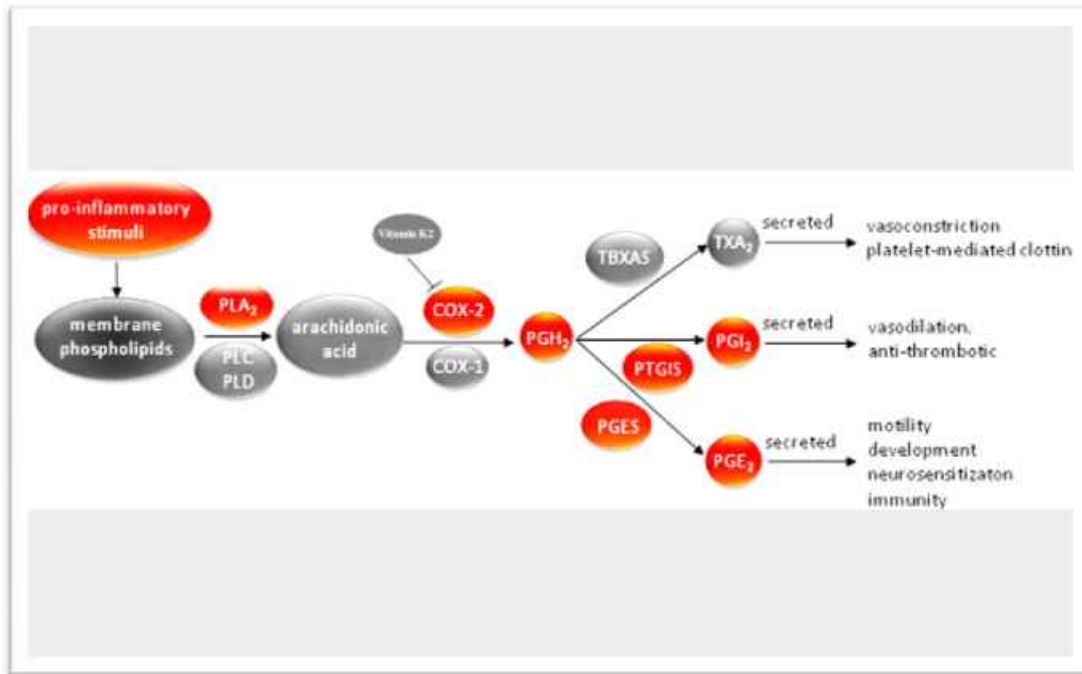 pro-inflammatory
stimuli
membrane
phospholipids
PLA₂
PLC
PLD
arachidonic
acid
Vitamin K2
COX-2
COX-1
PGH₂
TBXAS
PTGIS
PGES
TXA₂
secreted
vasoconstriction
platelet-mediated clottin
PGI₂
secreted
vasodilation,
anti-thrombotic
PGE₂
secreted
motility
development
neurosensitizaton
immunity